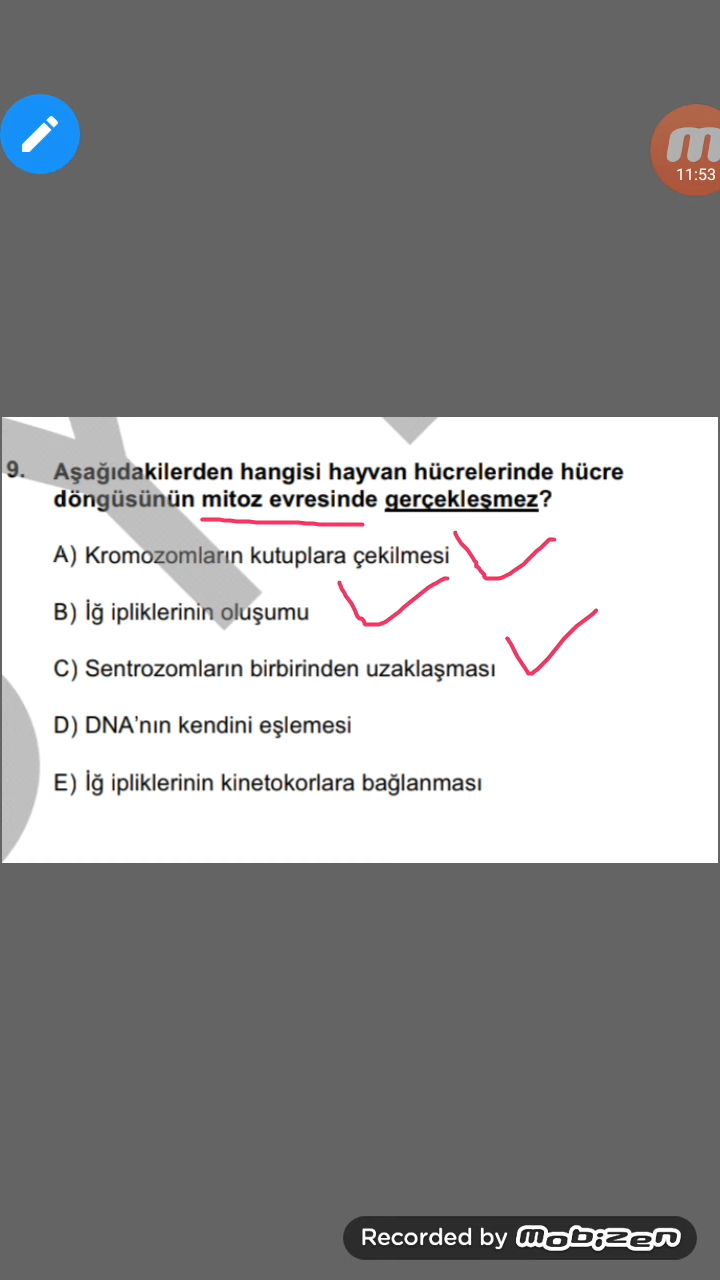 11:53
9. Aşağıdakilerden hangisi hayvan hücrelerinde hücre
döngüsünün mitoz evresinde gerçekleşmez?
A) Kromozomların kutuplara çekilmesi
B) İğ ipliklerinin oluşumu
C) Sentrozomların birbirinden uzaklaşması
D) DNA'nın kendini eşlemesi
E) İğ ipliklerinin kinetokorlara bağlanması
Recorded by mobizen